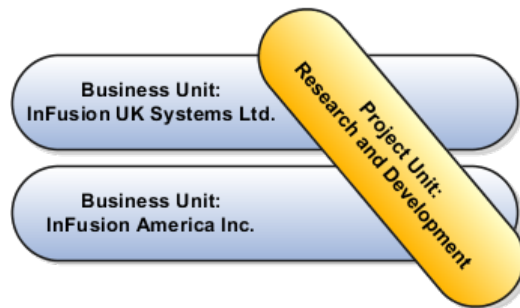 Business Unit:
InFusion UK Systems Ltd.
Project Unit:
Research and Development
Business Unit:
InFusion America Inc.